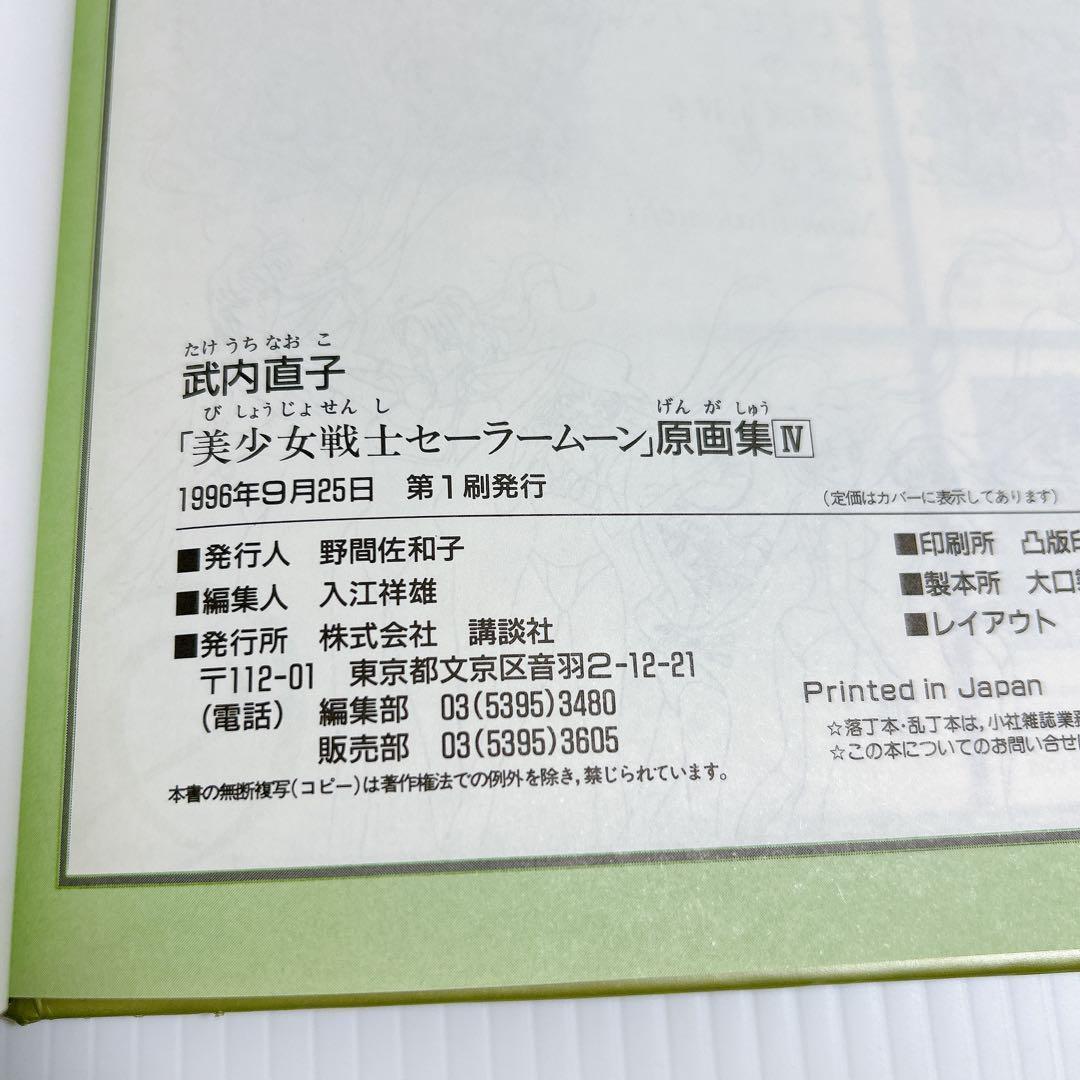 たけ うち なお こ
武内直子
び しょうじょ せん し げん が しゅう
「美少女戦士セーラームーン」原画集Ⅳ
1996年9月25日 第1刷発行 (定価はカバーに表示してあります)
■発行人 野間佐和子
■編集人 入江祥雄
■発行所 株式会社 講談社
〒112-01 東京都文京区音羽2-12-21
(電話) 編集部 03(5395)3480
販売部 03(5395)3605
本書の無断複写(コピー)は著作権法での例外を除き,禁じられています。
■印刷所 凸版印
■製本所 大口
■レイアウト
Printed in Japan
☆落丁本・乱丁本は,小社雑誌業務
☆この本についてのお問い合せは